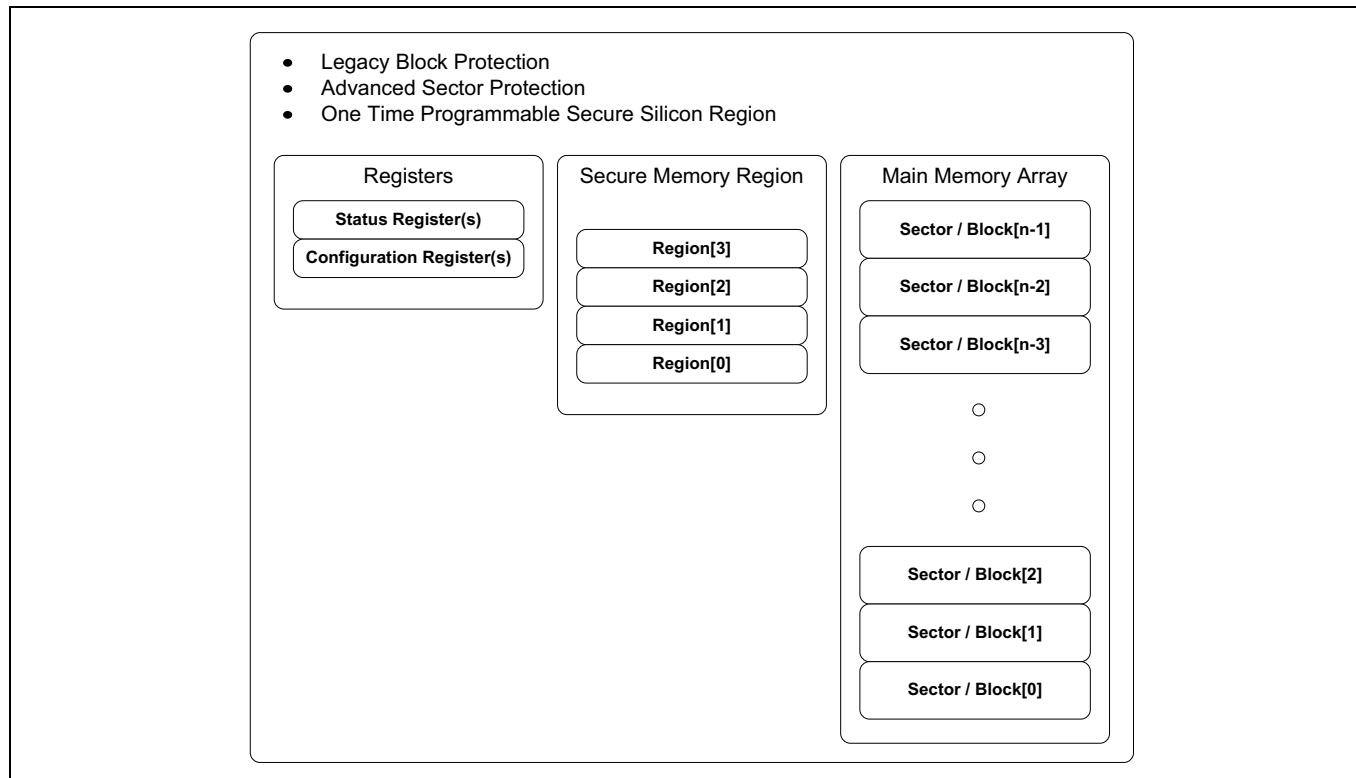 • Legacy Block Protection
• Advanced Sector Protection
• One Time Programmable Secure Silicon Region
Registers
Status Register(s)
Configuration Register(s)
Secure Memory Region
Region[3]
Region[2]
Region[1]
Region[0]
Main Memory Array
Sector / Block[n-1]
Sector / Block[n-2]
Sector / Block[n-3]
Sector / Block[2]
Sector / Block[1]
Sector / Block[0]